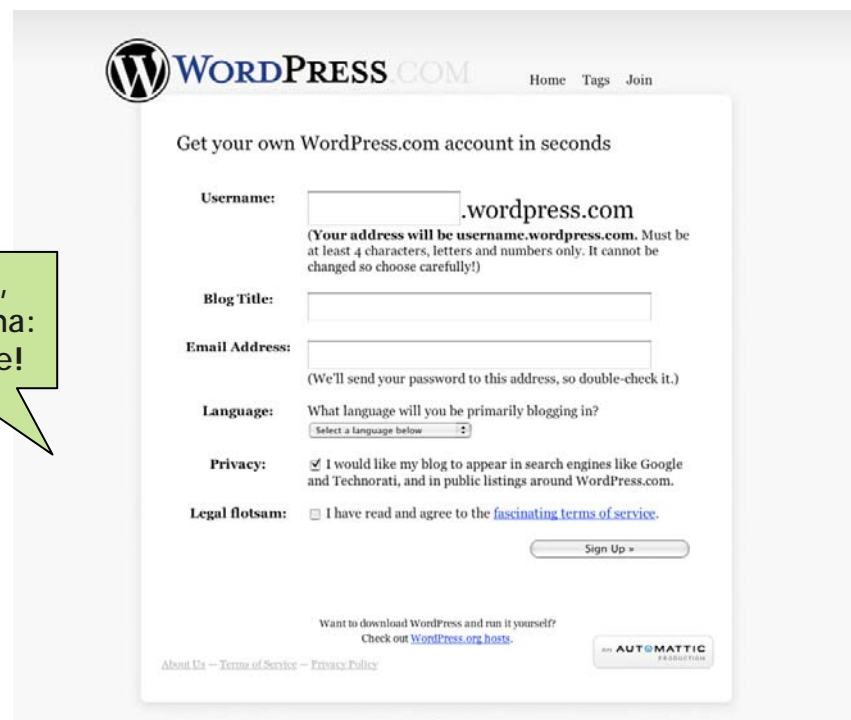 WORDPRESS.COM
Home Tags Join
Get your own WordPress.com account in seconds
Username: .wordpress.com
(Your address will be username.wordpress.com. Must be
at least 4 characters, letters and numbers only. It cannot be
changed so choose carefully!)
Blog Title:
Email Address:
(We'll send your password to this address, so double-check it.)
Language: What language will you be primarily blogging in?
Select a language below
Privacy: I would like my blog to appear in search engines like Google
and Technorati, and in public listings around WordPress.com.
Legal flotsam: I have read and agree to the fascinating terms of service.
Sign Up »
Want to download WordPress and run it yourself?
Check out WordPress.org hosts.
AN AUTOMATTIC
PRODUCTION
About Us — Terms of Service — Privacy Policy